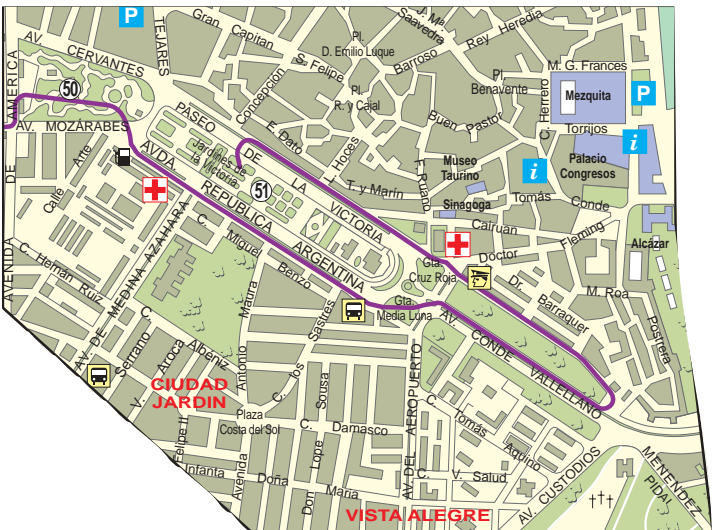 P
TEJARES
Gran Capitan
J. Mª
Saavedra
Rey Heredia
AV. CERVANTES
Pl.
D. Emilio Luque
S. Felipe
Barroso
M. G. Frances
AMERICA
DE
AVENIDA
50
Concepción
Pl.
R. y Cajal
Pl.
Benavente
C. Herrero
Mezquita
P
AV. MOZÁRABES
PASEO DE LA VICTORIA
E. Dato
Buen Pastor
Torrijos
i
Jardines de
la Victoria
AVDA. REPÚBLICA ARGENTINA
L. Hoces
F. Ruano
Museo
Taurino
i
Palacio
Congresos
Calle Arte
51
T. y Marín
Sinagoga
Tomás Conde
Cairuan
Fleming
Doctor
Alcázar
AV. DE MEDINA AZAHARA
C. Miguel Benzo
Gta.
Cruz Roja
Dr. Barraquer
C. Hernán Ruiz
M. Roa
Postrera
Gta.
Media Luna
AV. CONDE VALLELLANO
Maura
Antonio
Avenida
C. los Sastres
Serrano
V. Aroca
C. Albeniz
CIUDAD
JARDIN
Plaza
Costa del Sol
Sousa
Lope
Don
AV. DEL AEROPUERTO
C. Tomás Aquino
C. Damasco
Felipe II
Infanta Doña Maria
C. V. Salud
AV. CUSTODIOS
MENENDEZ
PIDAL
VISTA ALEGRE